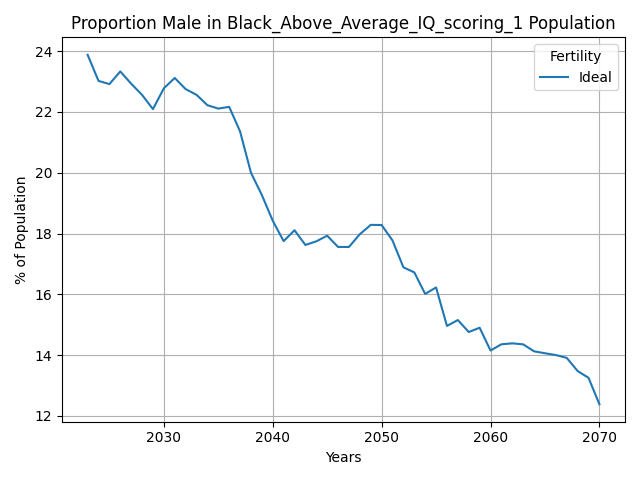 Proportion Male in Black_Above_Average_IQ_scoring_1 Population
Fertility
Ideal
% of Population
24
22
20
18
16
14
12
2030 2040 2050 2060 2070
Years